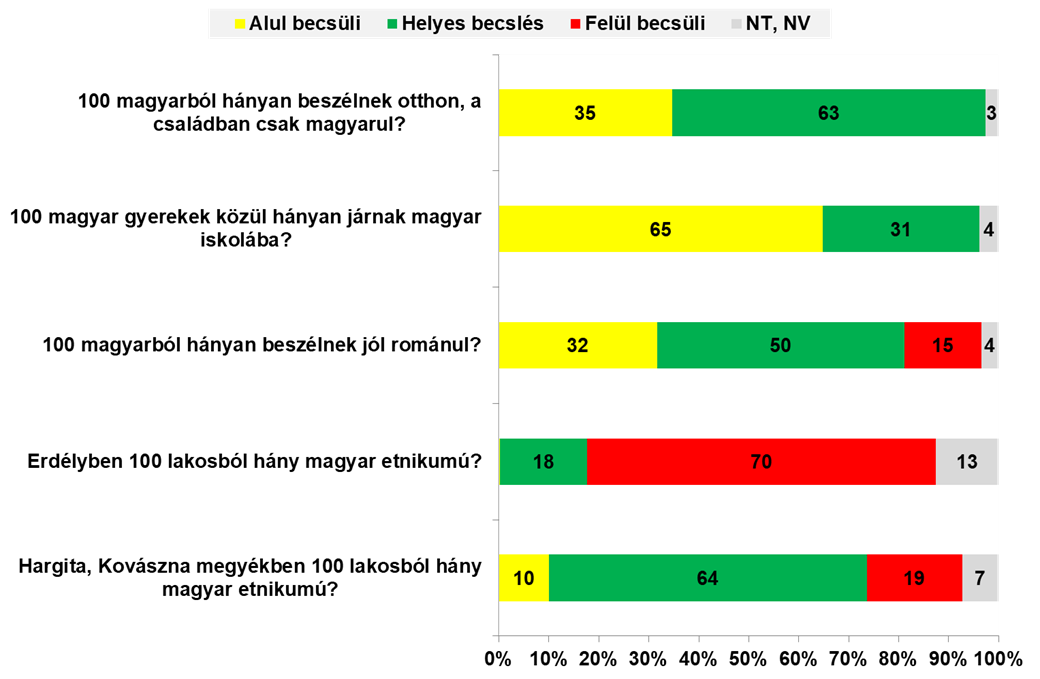 Alul becsüli Helyes becslés Felül becsüli NT, NV
100 magyarból hányan beszélnek otthon, a
családban csak magyarul?
35 63 3
100 magyar gyerekek közül hányan járnak magyar
iskolába?
65 31 4
100 magyarból hányan beszélnek jól románul?
32 50 15 4
Erdélyben 100 lakosból hány magyar etnikumú?
18 70 13
Hargita, Kovászna megyékben 100 lakosból hány
magyar etnikumú?
10 64 19 7
0% 10% 20% 30% 40% 50% 60% 70% 80% 90% 100%